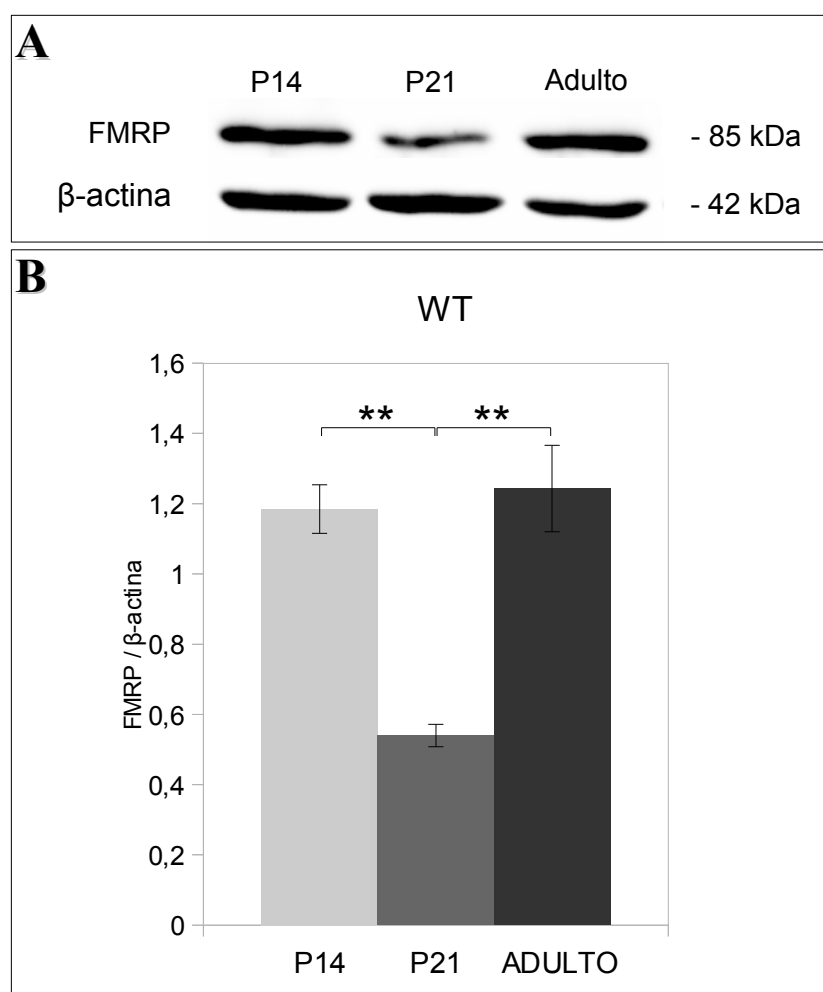 A
P14 P21 Adulto
FMRP - 85 kDa
β-actina - 42 kDa
B
WT
1,6
1,4
1,2
1
0,8
0,6
0,4
0,2
0
FMRP / β-actina
** **
P14 P21 ADULTO